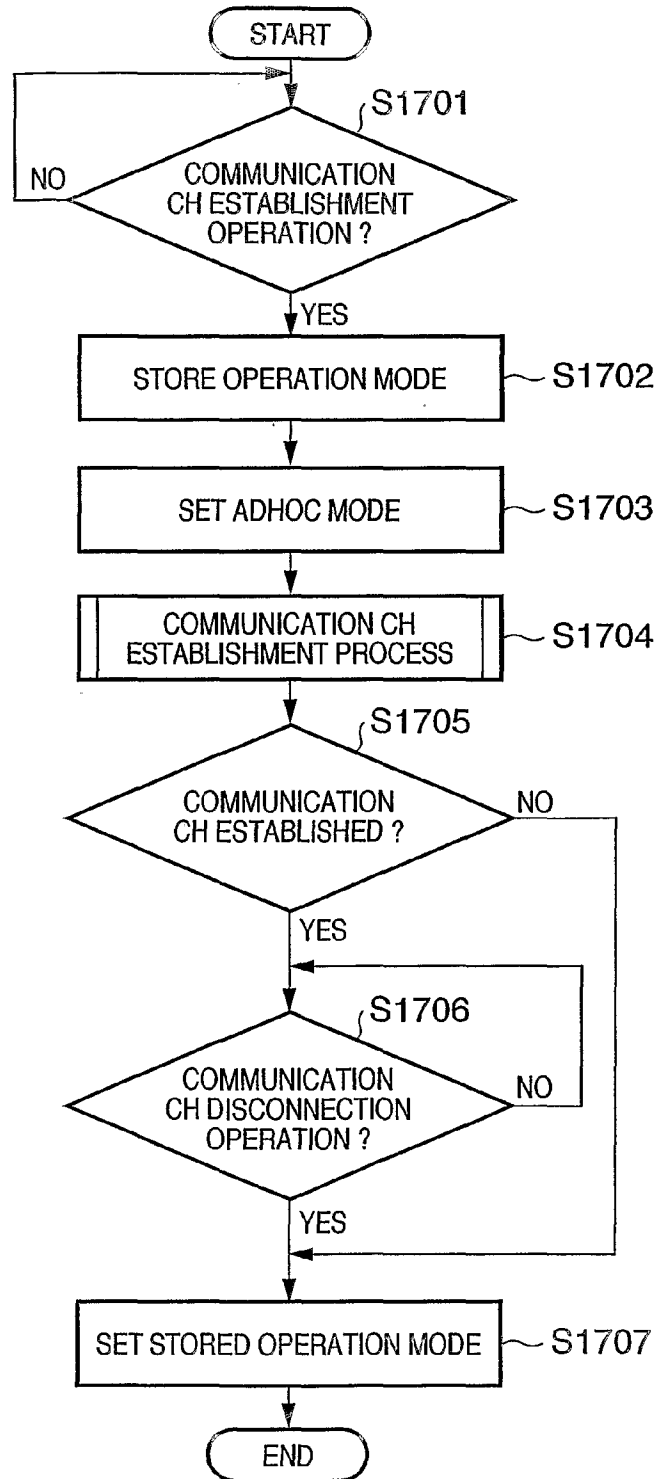 START
S1701
COMMUNICATION
CH ESTABLISHMENT
OPERATION ?
NO
YES
STORE OPERATION MODE
S1702
SET ADHOC MODE
S1703
COMMUNICATION CH
ESTABLISHMENT PROCESS
S1704
S1705
COMMUNICATION
CH ESTABLISHED ?
NO
YES
S1706
COMMUNICATION
CH DISCONNECTION
OPERATION ?
NO
YES
SET STORED OPERATION MODE
S1707
END